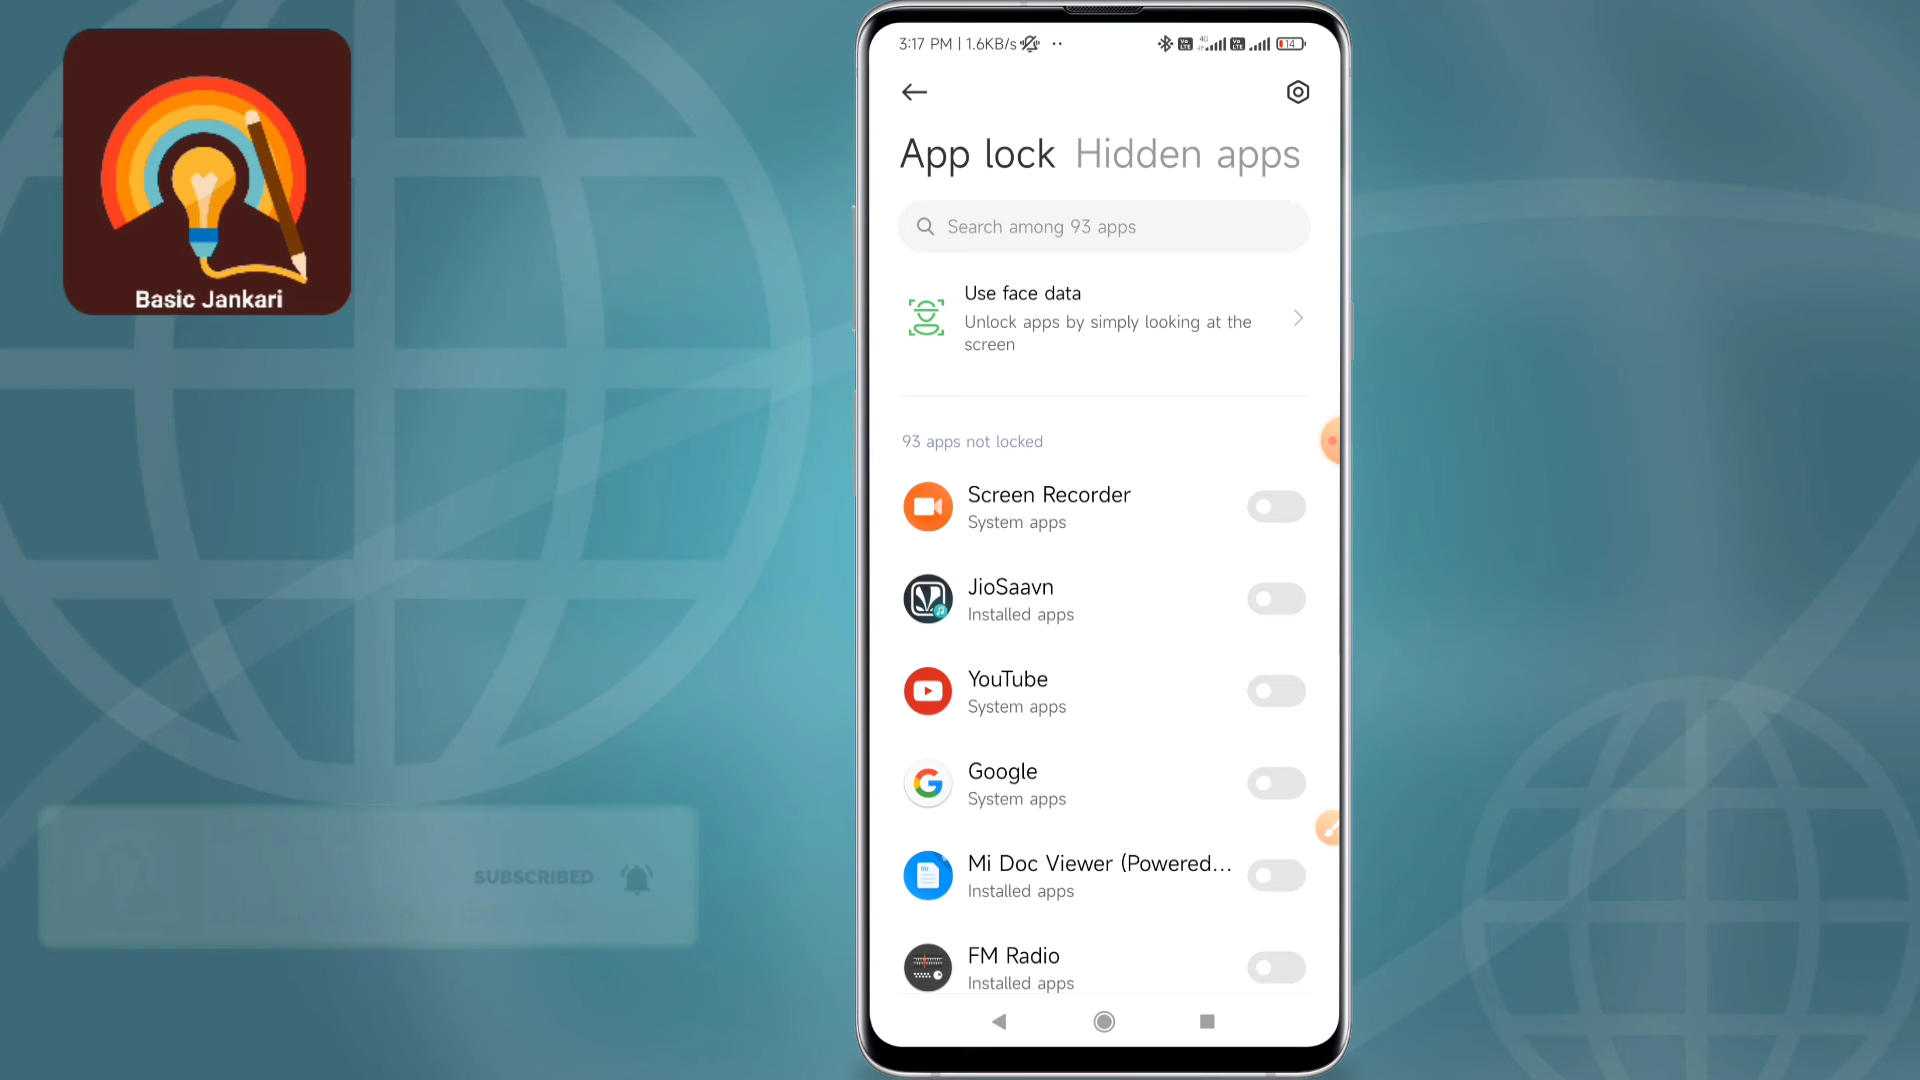 Basic Jankari
SUBSCRIBED
3:17 PM | 1.6KB/s
4G
14
App lock Hidden apps
Search among 93 apps
Use face data
Unlock apps by simply looking at the
screen
93 apps not locked
Screen Recorder
System apps
JioSaavn
Installed apps
YouTube
System apps
Google
System apps
Mi Doc Viewer (Powered...
Installed apps
FM Radio
Installed apps